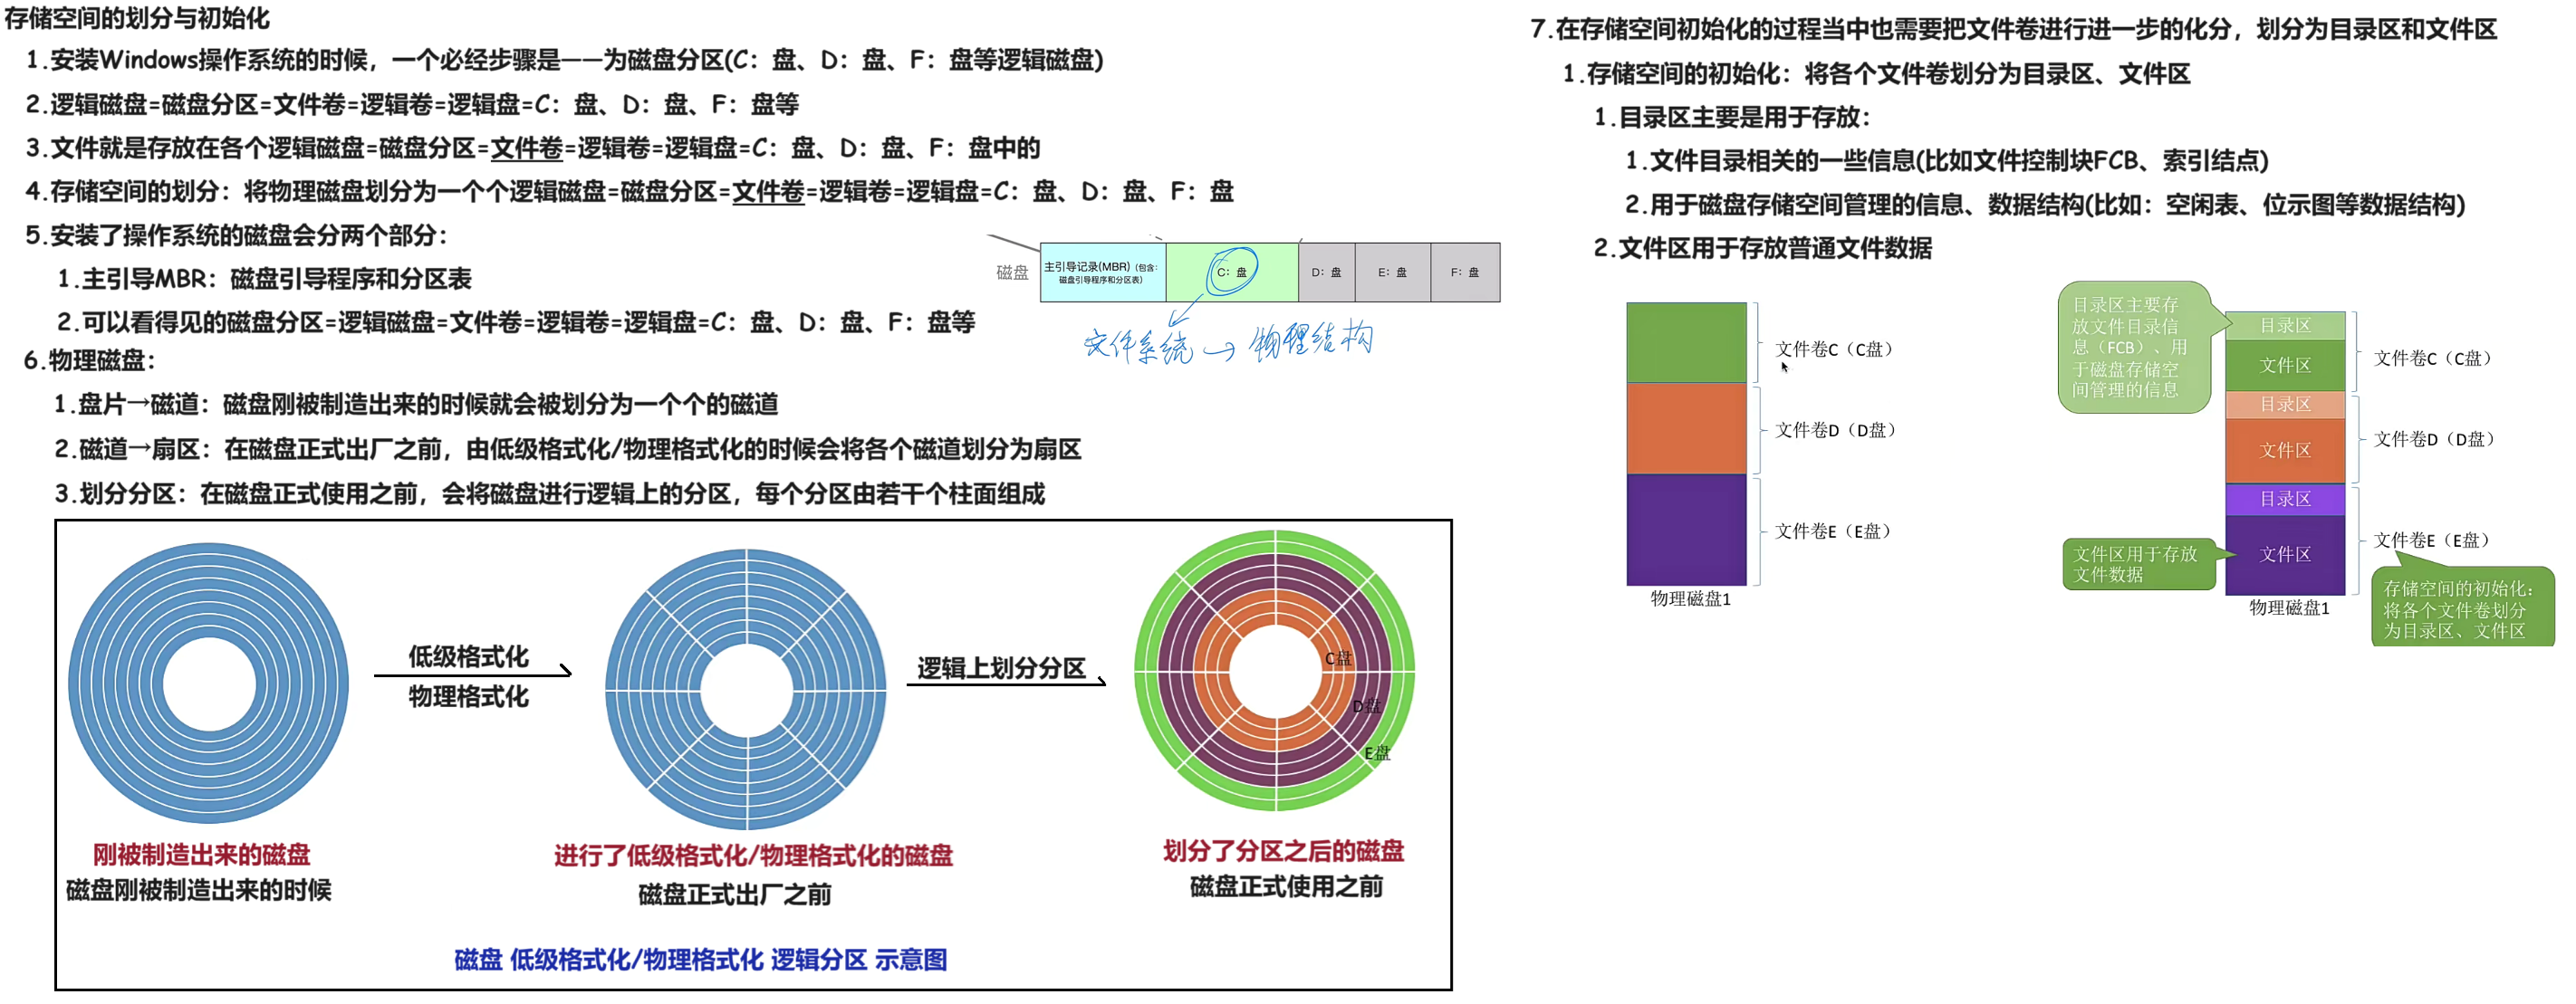 存储空间的划分与初始化
1.安装Windows操作系统的时候，一个必经步骤是——为磁盘分区(C：盘、D：盘、F：盘等逻辑磁盘)
2.逻辑磁盘=磁盘分区=文件卷=逻辑卷=逻辑盘=C：盘、D：盘、F：盘等
3.文件就是存放在各个逻辑磁盘=磁盘分区=文件卷=逻辑卷=逻辑盘=C：盘、D：盘、F：盘中的
4.存储空间的划分：将物理磁盘划分为一个个逻辑磁盘=磁盘分区=文件卷=逻辑卷=逻辑盘=C：盘、D：盘、F：盘
5.安装了操作系统的磁盘会分两个部分：
1.主引导MBR：磁盘引导程序和分区表
2.可以看得见的磁盘分区=逻辑磁盘=文件卷=逻辑卷=逻辑盘=C：盘、D：盘、F：盘等
磁盘
主引导记录(MBR)（包含：
磁盘引导程序和分区表）
C：盘
D：盘
E：盘
F：盘
文件系统→物理结构
6.物理磁盘：
1.盘片→磁道：磁盘刚被制造出来的时候就会被划分为一个个的磁道
2.磁道→扇区：在磁盘正式出厂之前，由低级格式化/物理格式化的时候会将各个磁道划分为扇区
3.划分分区：在磁盘正式使用之前，会将磁盘进行逻辑上的分区，每个分区由若干个柱面组成
低级格式化
物理格式化
逻辑上划分分区
C盘
D盘
E盘
刚被制造出来的磁盘
磁盘刚被制造出来的时候
进行了低级格式化/物理格式化的磁盘
磁盘正式出厂之前
划分了分区之后的磁盘
磁盘正式使用之前
磁盘 低级格式化/物理格式化 逻辑分区 示意图
7.在存储空间初始化的过程当中也需要把文件卷进行进一步的化分，划分为目录区和文件区
1.存储空间的初始化：将各个文件卷划分为目录区、文件区
1.目录区主要是用于存放：
1.文件目录相关的一些信息(比如文件控制块FCB、索引结点)
2.用于磁盘存储空间管理的信息、数据结构(比如：空闲表、位示图等数据结构)
2.文件区用于存放普通文件数据
文件卷C（C盘）
文件卷D（D盘）
文件卷E（E盘）
物理磁盘1
目录区主要存
放文件目录信
息（FCB）、用
于磁盘存储空
间管理的信息
目录区
文件区
目录区
文件区
目录区
文件区
文件卷C（C盘）
文件卷D（D盘）
文件卷E（E盘）
文件区用于存放
文件数据
物理磁盘1
存储空间的初始化：
将各个文件卷划分
为目录区、文件区